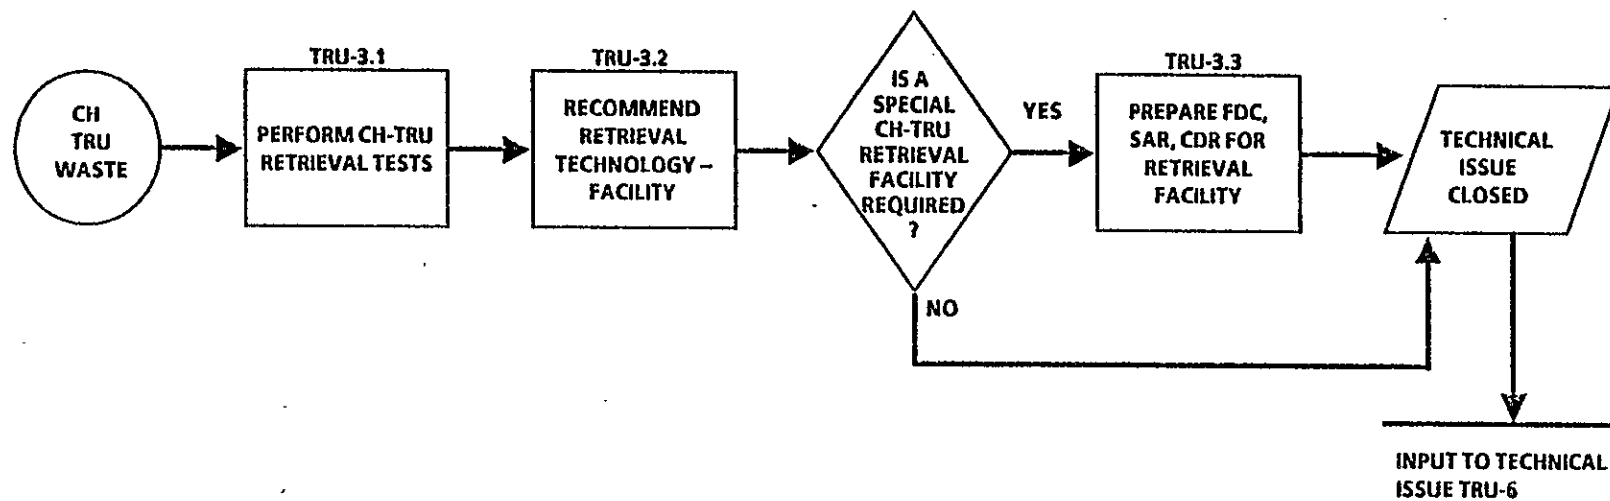 CH
TRU
WASTE
TRU-3.1
PERFORM CH-TRU
RETRIEVAL TESTS
TRU-3.2
RECOMMEND
RETRIEVAL
TECHNOLOGY –
FACILITY
IS A
SPECIAL
CH-TRU
RETRIEVAL
FACILITY
REQUIRED
?
YES
NO
TRU-3.3
PREPARE FDC,
SAR, CDR FOR
RETRIEVAL
FACILITY
TECHNICAL
ISSUE
CLOSED
INPUT TO TECHNICAL
ISSUE TRU-6